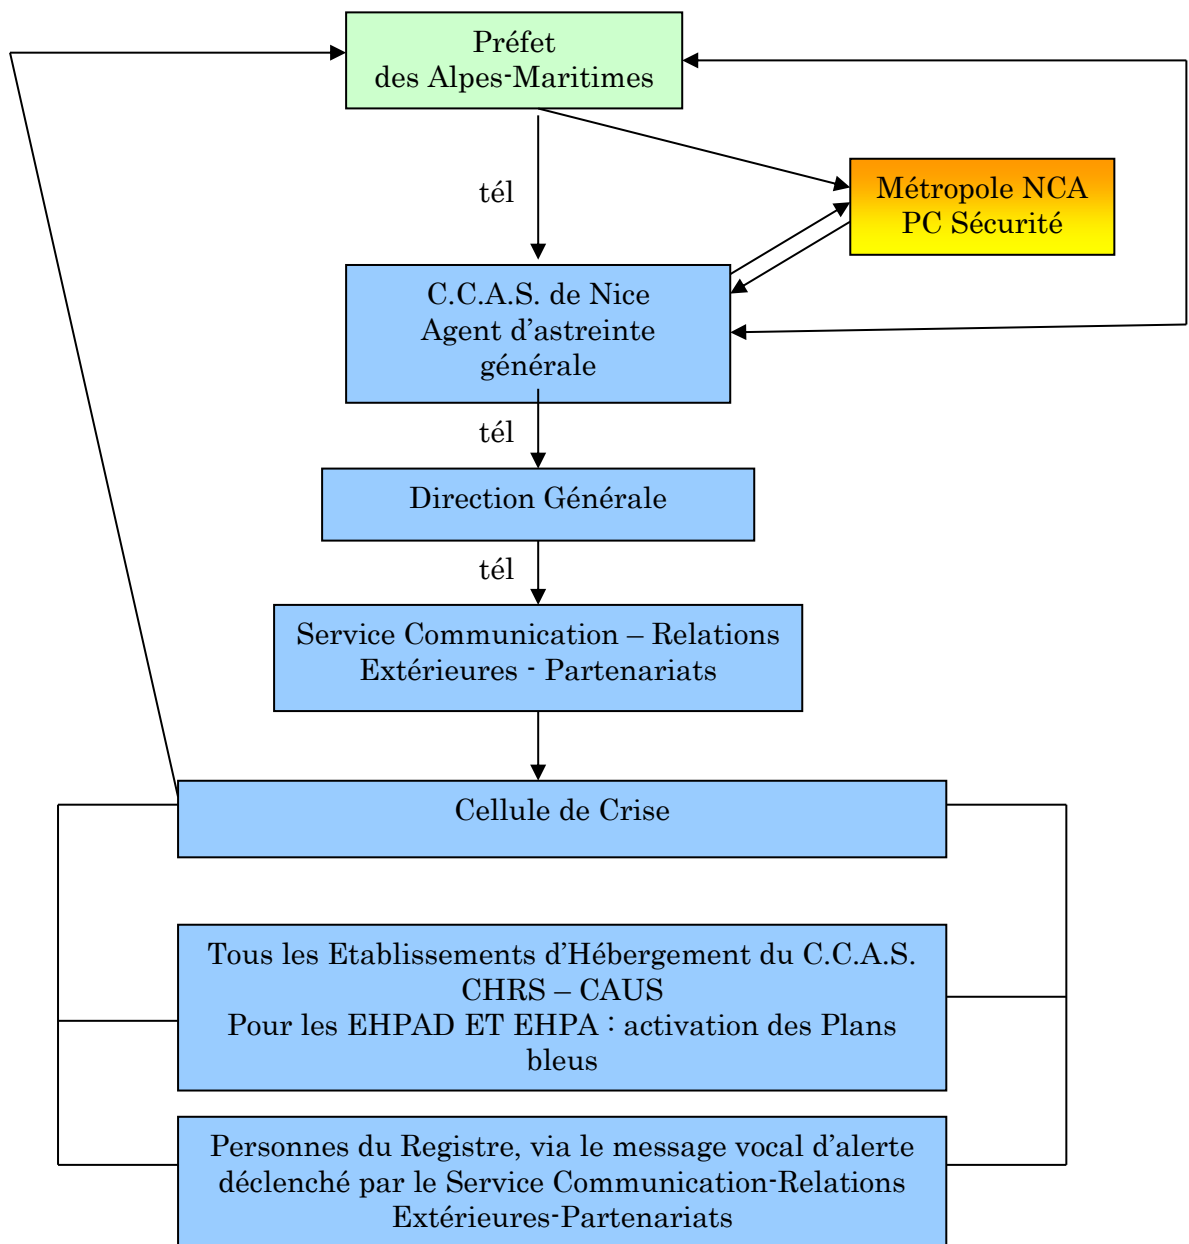 Préfet
des Alpes-Maritimes
tél
Métropole NCA
PC Sécurité
C.C.A.S. de Nice
Agent d’astreinte
générale
tél
Direction Générale
tél
Service Communication – Relations
Extérieures - Partenariats
Cellule de Crise
Tous les Etablissements d’Hébergement du C.C.A.S.
CHRS – CAUS
Pour les EHPAD ET EHPA : activation des Plans
bleus
Personnes du Registre, via le message vocal d’alerte
déclenché par le Service Communication-Relations
Extérieures-Partenariats